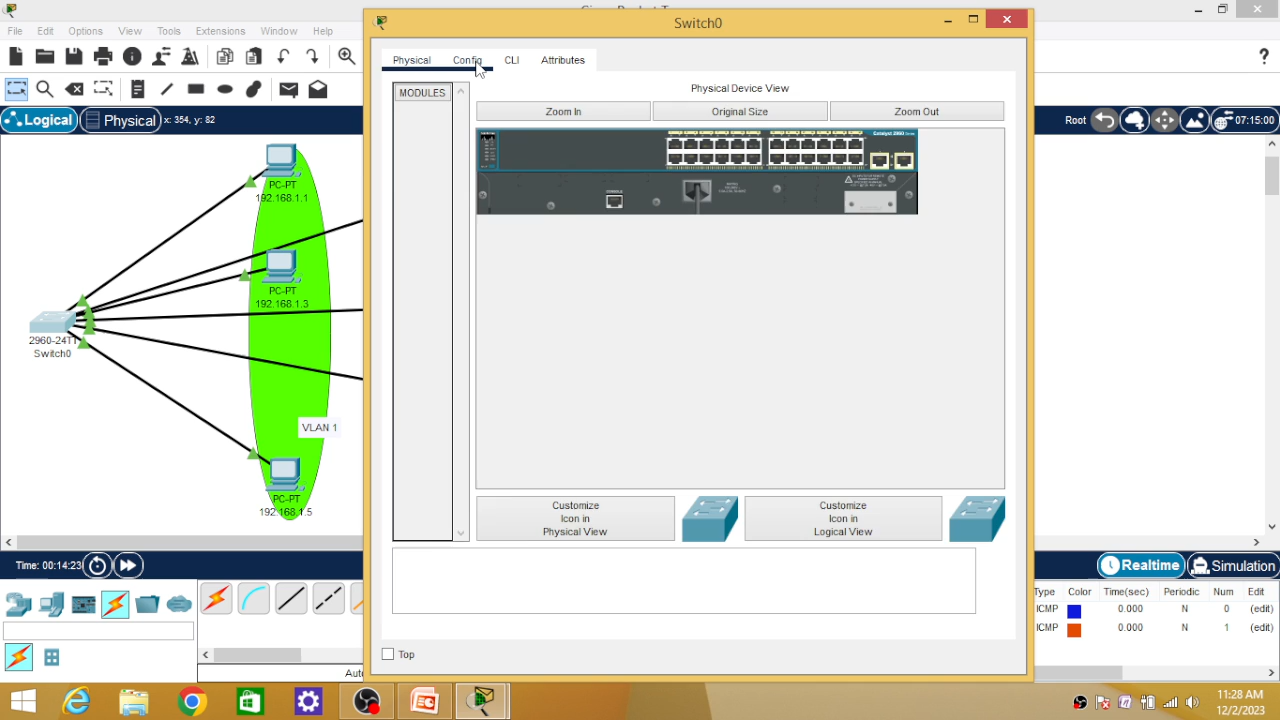 Switch0
File Edit Options View Tools Extensions Window Help
Physical Config CLI Attributes
Logical Physical x: 354, y: 82
Root 07:15:00
MODULES
Physical Device View
Zoom In Original Size Zoom Out
Catalyst 2960
CONSOLE
PC-PT
192.168.1.1
PC-PT
192.168.1.3
2960-24TT
Switch0
VLAN 1
PC-PT
192.168.1.5
Customize
Icon in
Physical View
Customize
Icon in
Logical View
Time: 00:14:23
Realtime Simulation
Type Color Time(sec) Periodic Num Edit
ICMP 0.000 N 0 (edit)
ICMP 0.000 N 1 (edit)
Top
11:28 AM
12/2/2023